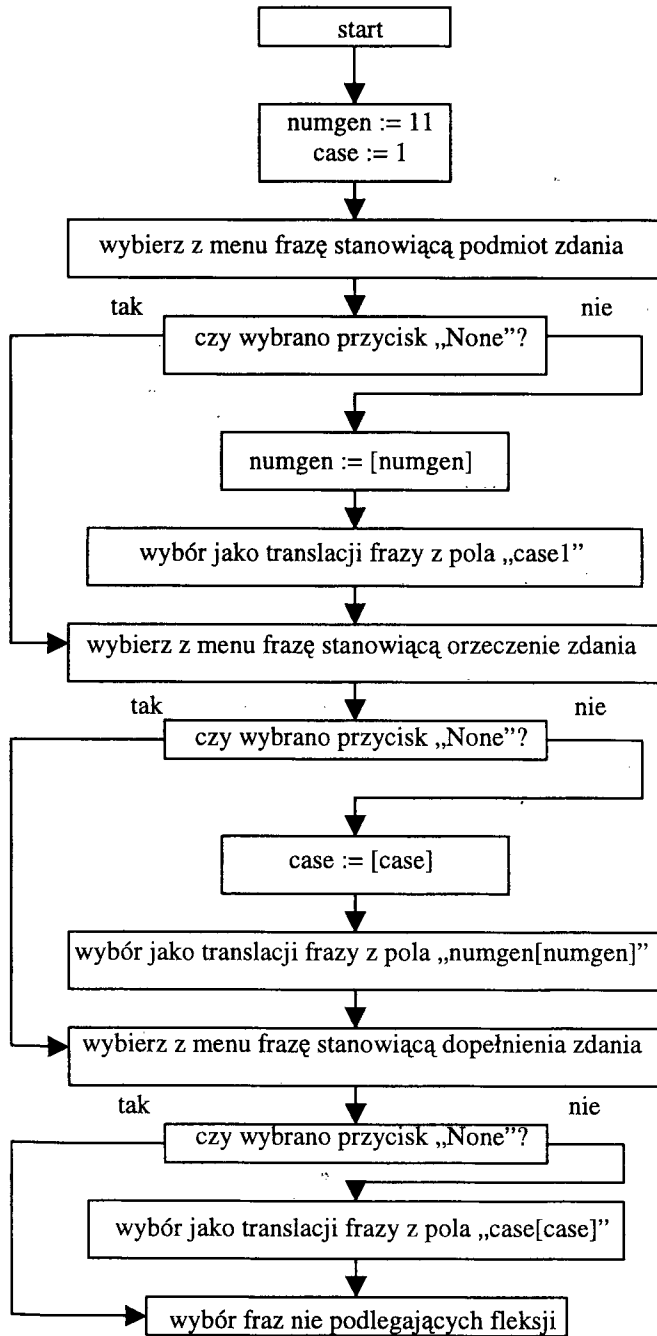 start
numgen := 11
case := 1
wybierz z menu frazę stanowiącą podmiot zdania
tak
nie
czy wybrano przycisk „None”?
numgen := [numgen]
wybór jako translacji frazy z pola „case1”
wybierz z menu frazę stanowiącą orzeczenie zdania
tak
nie
czy wybrano przycisk „None”?
case := [case]
wybór jako translacji frazy z pola „numgen[numgen]”
wybierz z menu frazę stanowiącą dopełnienia zdania
tak
nie
czy wybrano przycisk „None”?
wybór jako translacji frazy z pola „case[case]”
wybór fraz nie podlegających fleksji